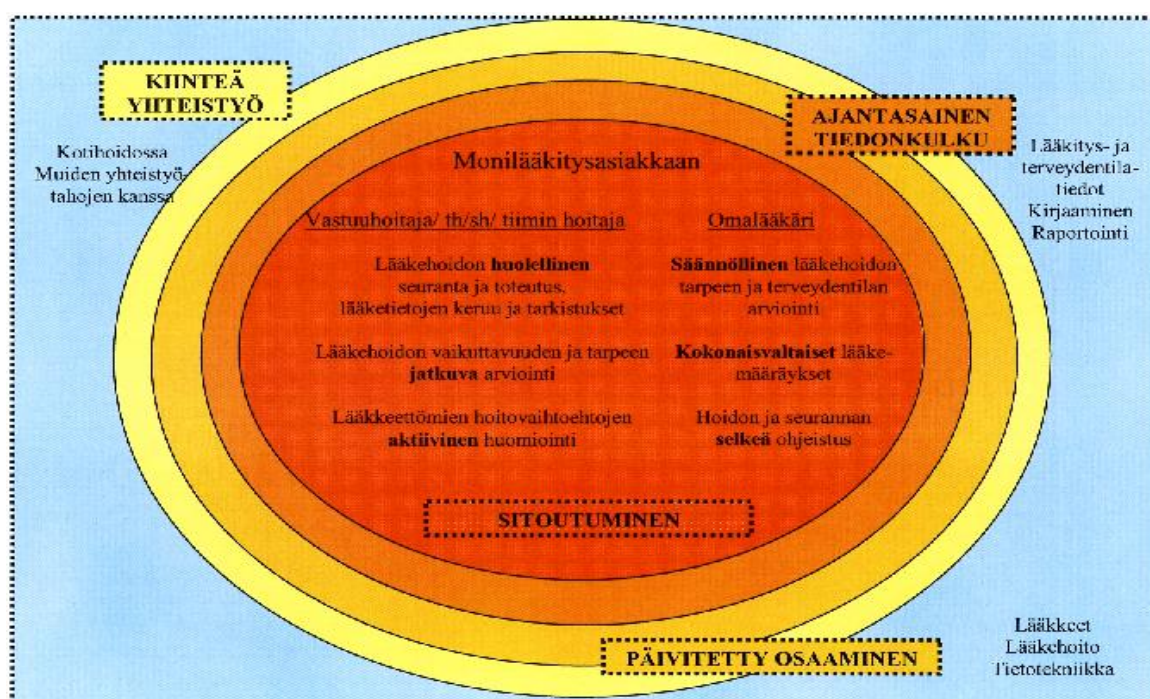 KIINTEÄ
YHTEISTYÖ
Kotihoidossa
Muiden yhteistyö-
tahojen kanssa
AJANTASAINEN
TIEDONKULKU
Lääkitys- ja
terveydentila-
tiedot
Kirjaaminen
Raportointi
Monilääkitysasiakkaan
Vastuuhoitaja/ th/sh/ tiimin hoitaja
Lääkehoidon huolellinen
seuranta ja toteutus,
lääketietojen keruu ja tarkistukset
Lääkehoidon vaikuttavuuden ja tarpeen
jatkuva arviointi
Lääkkeettömien hoitovaihtoehtojen
aktiivinen huomiointi
Omalääkäri
Säännöllinen lääkehoidon
tarpeen ja terveydentilan
arviointi
Kokonaisvaltaiset lääke-
määräykset
Hoidon ja seurannan
selkeä ohjeistus
SITOUTUMINEN
PÄIVITETTY OSAAMINEN
Lääkkeet
Lääkehoito
Tietotekniikka